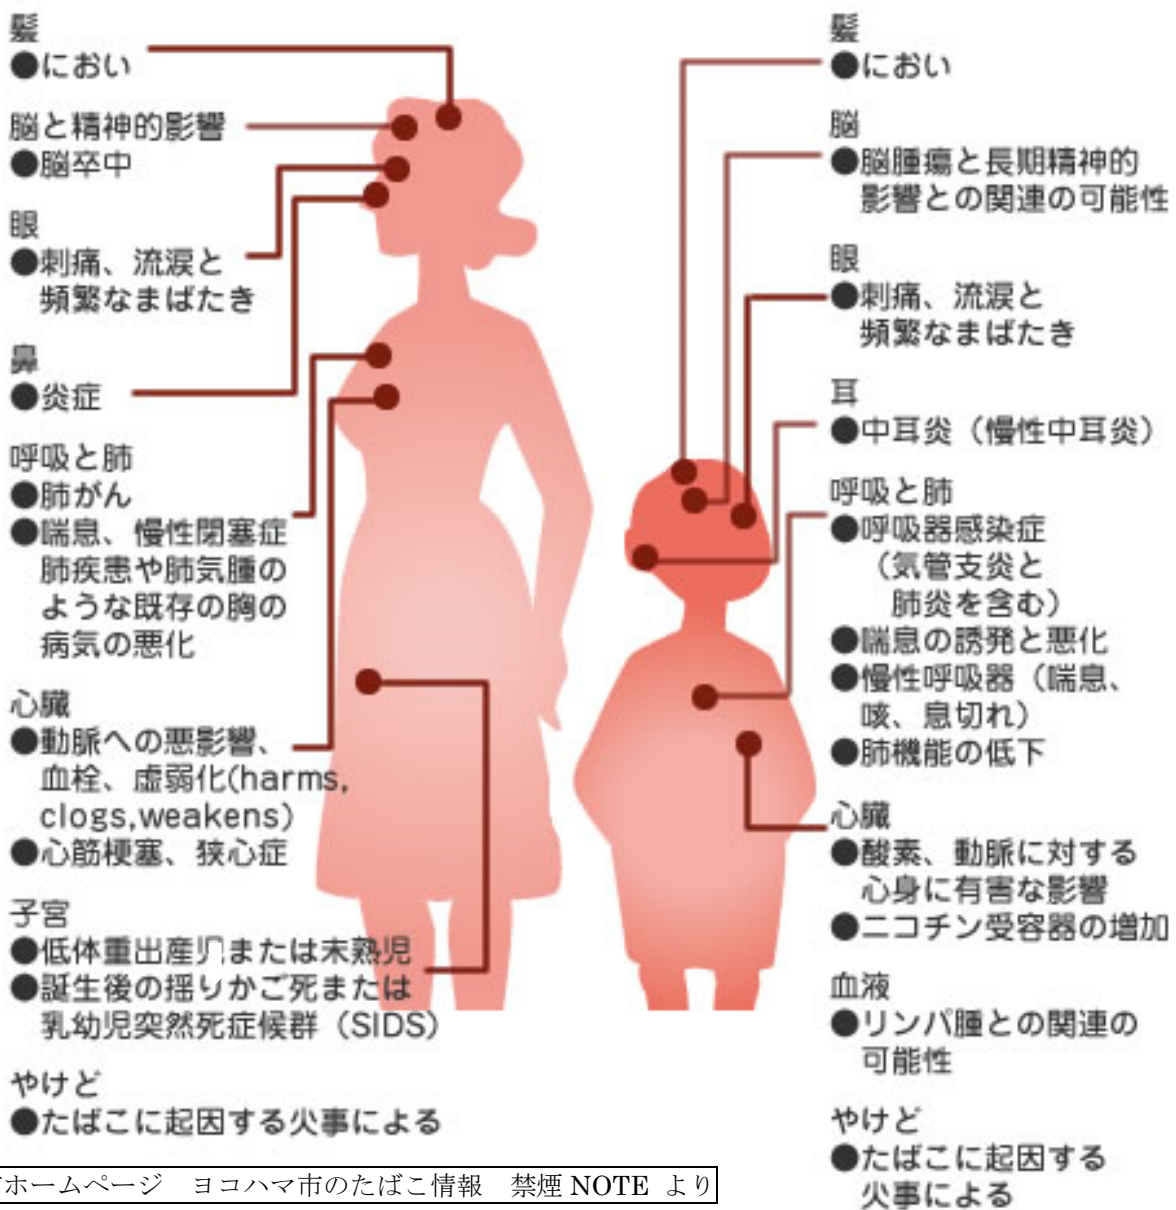 髪
●におい
脳と精神的影響
●脳卒中
眼
●刺痛、流涙と
頻繁なまばたき
鼻
●炎症
呼吸と肺
●肺がん
●喘息、慢性閉塞症
肺疾患や肺気腫の
ような既存の胸の
病気の悪化
心臓
●動脈への悪影響、
血栓、虚弱化(harms,
clogs,weakens)
●心筋梗塞、狭心症
子宮
●低体重出産児または未熟児
●誕生後の揺りかご死または
乳幼児突然死症候群（SIDS）
やけど
●たばこに起因する火事による
髪
●におい
脳
●脳腫瘍と長期精神的
影響との関連の可能性
眼
●刺痛、流涙と
頻繁なまばたき
耳
●中耳炎（慢性中耳炎）
呼吸と肺
●呼吸器感染症
（気管支炎と
肺炎を含む）
●喘息の誘発と悪化
●慢性呼吸器（喘息、
咳、息切れ）
●肺機能の低下
心臓
●酸素、動脈に対する
心身に有害な影響
●ニコチン受容器の増加
血液
●リンパ腫との関連の
可能性
やけど
●たばこに起因する
火事による
ホームページ　ヨコハマ市のたばこ情報　禁煙 NOTE より